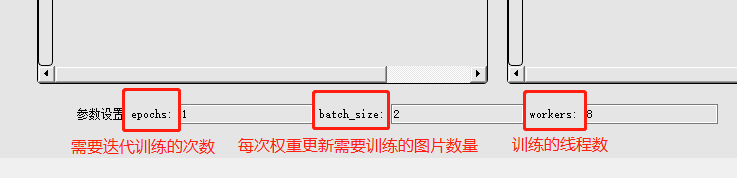 参数设置 epochs: 1 batch_size: 2 workers: 8
需要迭代训练的次数 每次权重更新需要训练的图片数量 训练的线程数